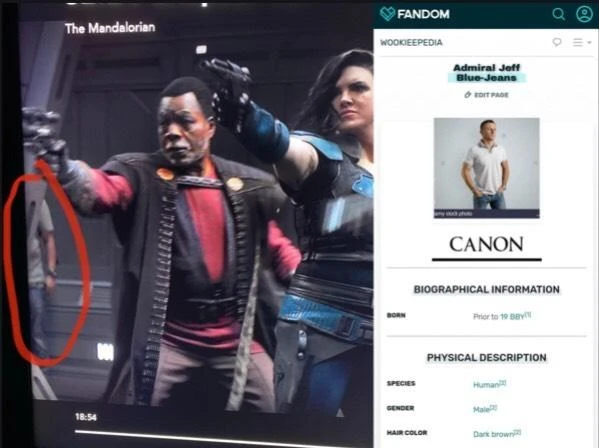 The Mandalorian
18:54
FANDOM
WOOKIEEPEDIA
Admiral Jeff
Blue-Jeans
EDIT PAGE
amy stock photo
CANON
BIOGRAPHICAL INFORMATION
BORN Prior to 19 BBY[1]
PHYSICAL DESCRIPTION
SPECIES Human[2]
GENDER Male[2]
HAIR COLOR Dark brown[2]